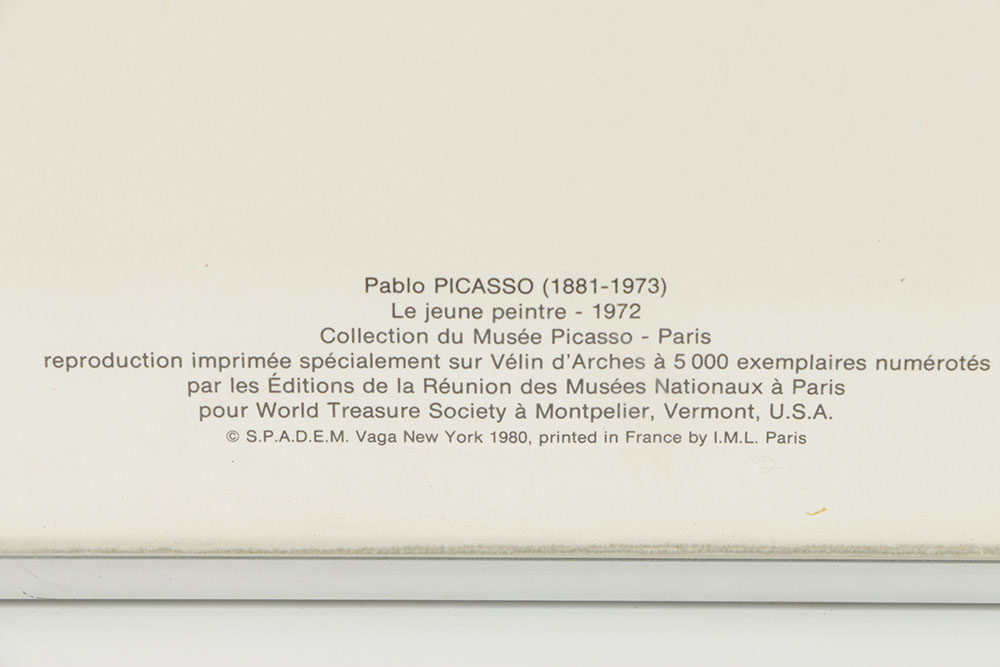 Pablo PICASSO (1881-1973)
Le jeune peintre - 1972
Collection du Musée Picasso - Paris
reproduction imprimée spécialement sur Vélin d'Arches à 5 000 exemplaires numérotés
par les Éditions de la Réunion des Musées Nationaux à Paris
pour World Treasure Society à Montpelier, Vermont, U.S.A.
© S.P.A.D.E.M. Vaga New York 1980, printed in France by I.M.L. Paris